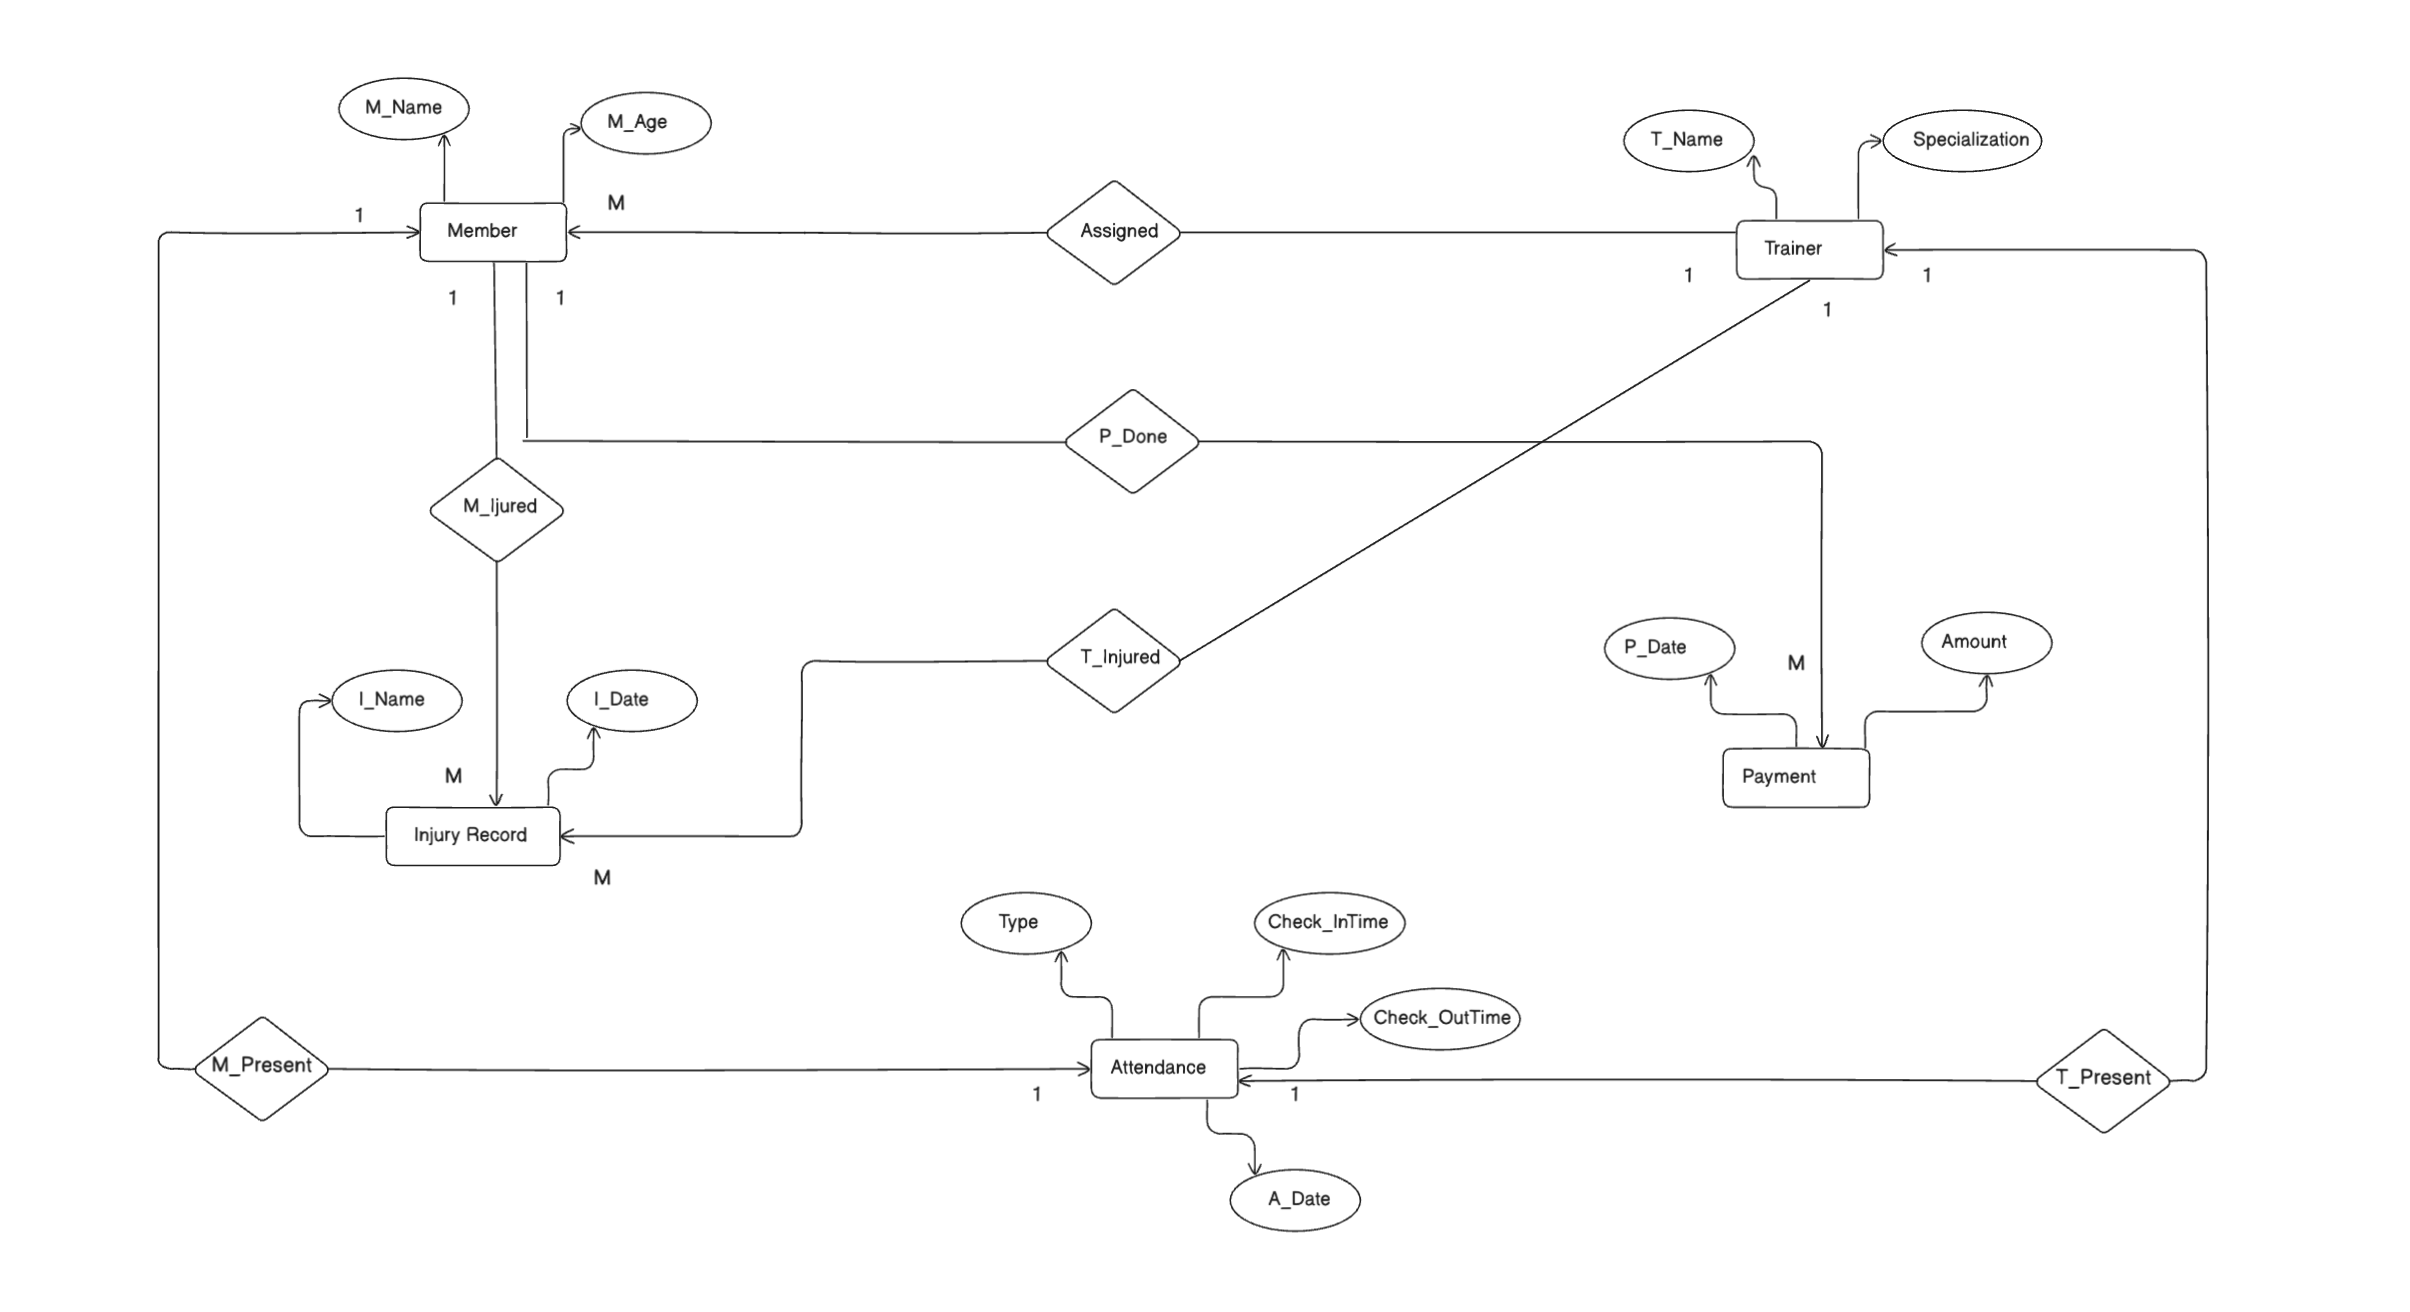 M_Name
M_Age
T_Name
Specialization
1
Member
M
Assigned
Trainer
1
1
1
1
1
P_Done
M_Ijured
T_Injured
P_Date
M
Amount
I_Name
I_Date
M
Payment
Injury Record
M
Type
Check_InTime
Check_OutTime
M_Present
Attendance
T_Present
1
1
A_Date